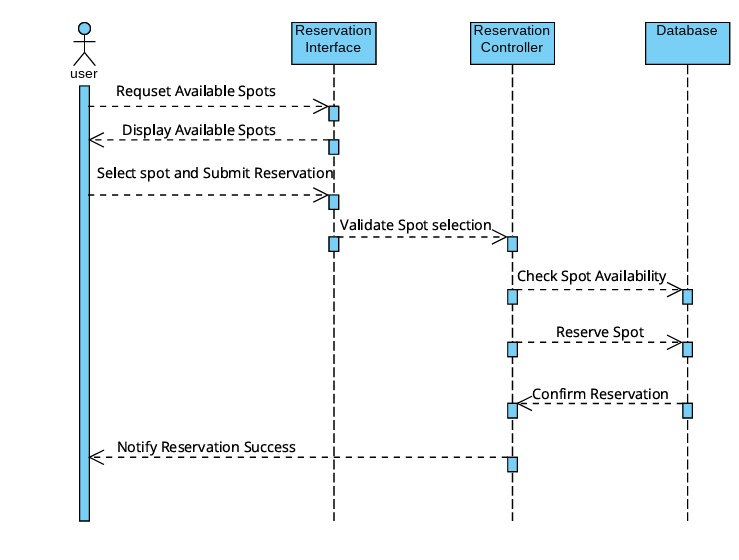 Reservation
Interface
Reservation
Controller
Database
user
Requset Available Spots
Display Available Spots
Select spot and Submit Reservation
Validate Spot selection
Check Spot Availability
Reserve Spot
Confirm Reservation
Notify Reservation Success